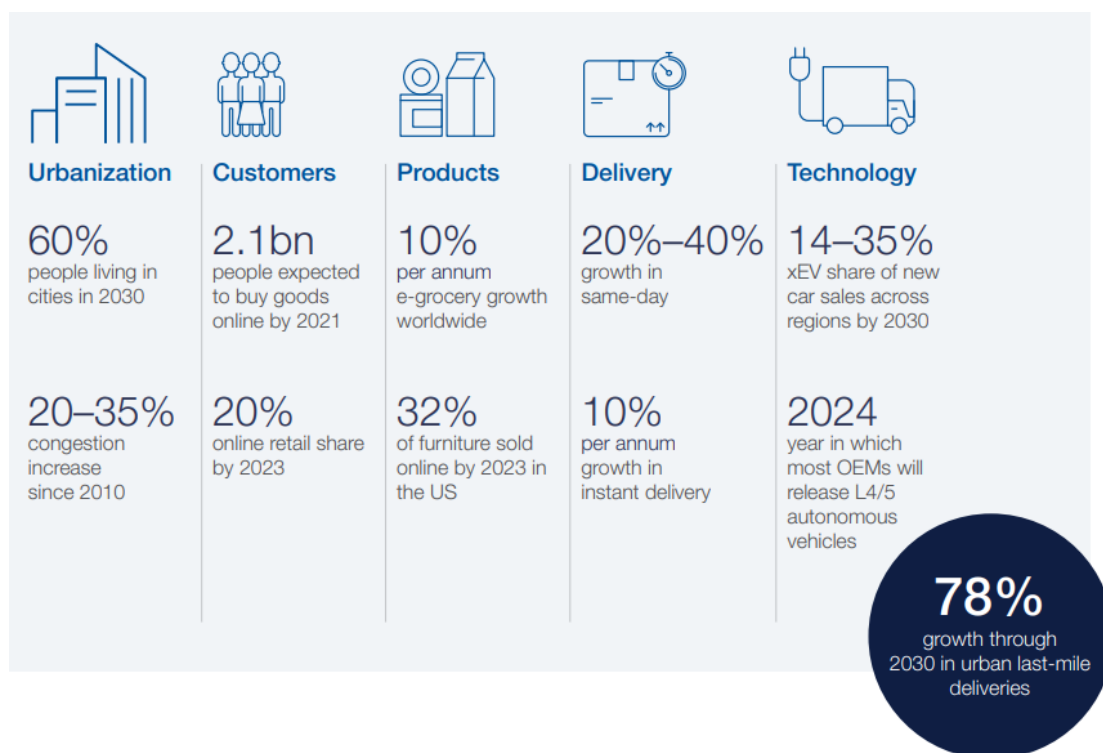 Urbanization
60%
people living in
cities in 2030
20–35%
congestion
increase
since 2010
Customers
2.1bn
people expected
to buy goods
online by 2021
20%
online retail share
by 2023
Products
10%
per annum
e-grocery growth
worldwide
32%
of furniture sold
online by 2023 in
the US
Delivery
20%–40%
growth in
same-day
10%
per annum
growth in
instant delivery
Technology
14–35%
xEV share of new
car sales across
regions by 2030
2024
year in which
most OEMs will
release L4/5
autonomous
vehicles
78%
growth through
2030 in urban last-mile
deliveries